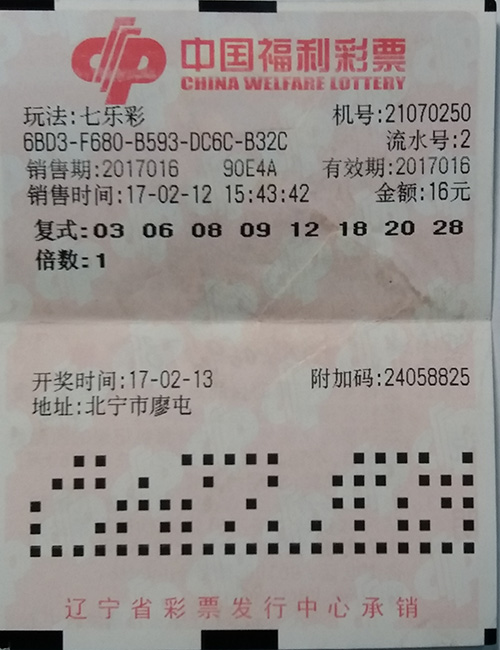 中国福利彩票
CHINA WELFARE LOTTERY
玩法:七乐彩 机号:21070250
6BD3-F680-B593-DC6C-B32C 流水号:2
销售期:2017016 90E4A 有效期:2017016
销售时间:17-02-12 15:43:42 金额:16元
复式:03 06 08 09 12 18 20 28
倍数:1
开奖时间:17-02-13 附加码:24058825
地址:北宁市廖屯
辽宁省彩票发行中心承销